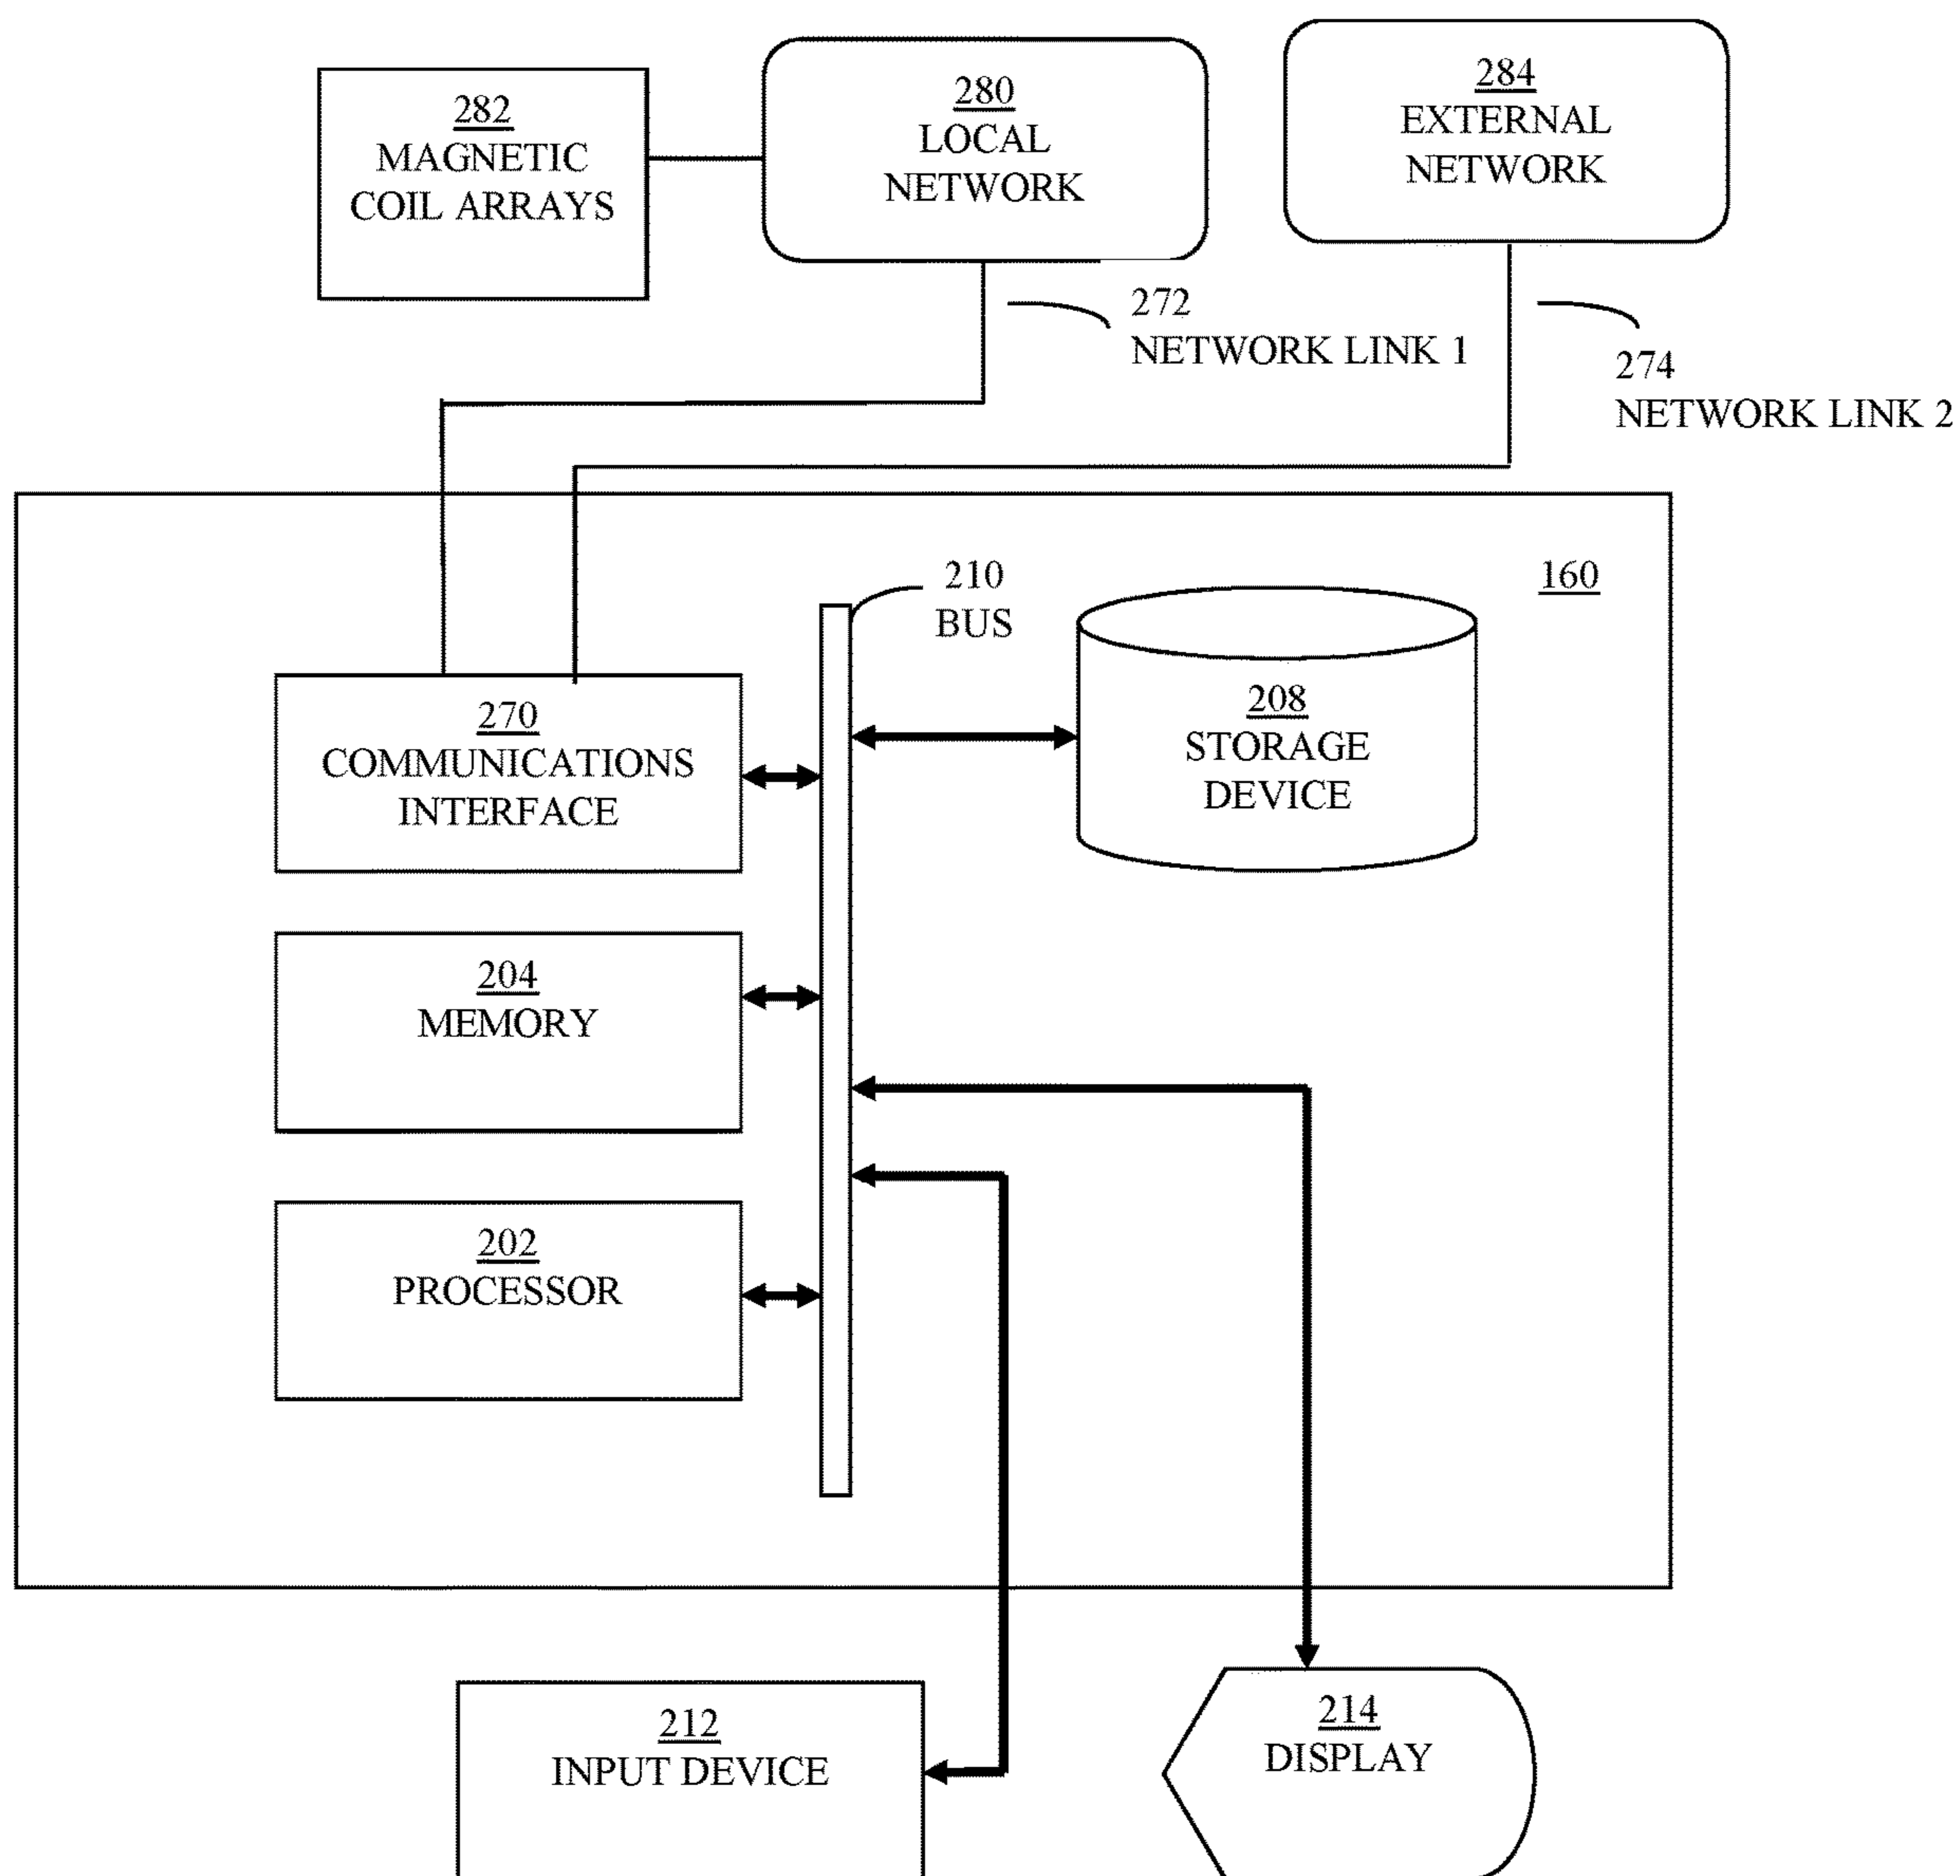 282
MAGNETIC
COIL ARRAYS
280
LOCAL
NETWORK
284
EXTERNAL
NETWORK
272
NETWORK LINK 1
274
NETWORK LINK 2
160
210
BUS
270
COMMUNICATIONS
INTERFACE
208
STORAGE
DEVICE
204
MEMORY
202
PROCESSOR
212
INPUT DEVICE
214
DISPLAY